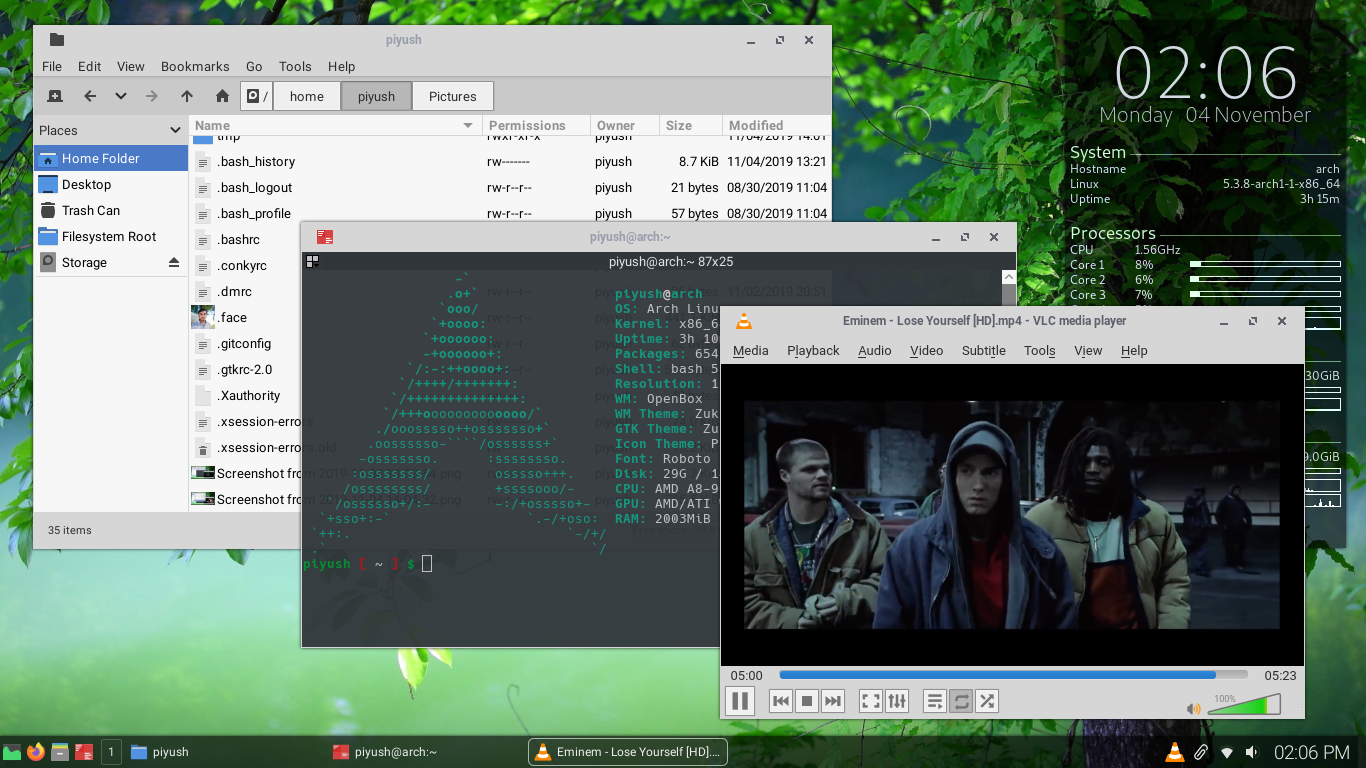 piyush
File Edit View Bookmarks Go Tools Help
/ home piyush Pictures
Places
Home Folder
Desktop
Trash Can
Filesystem Root
Storage
Name Permissions Owner Size Modified
tmp rwxr-xr-x piyush 11/04/2019 14:01
.bash_history rw------- piyush 8.7 KiB 11/04/2019 13:21
.bash_logout rw-r--r-- piyush 21 bytes 08/30/2019 11:04
.bash_profile rw-r--r-- piyush 57 bytes 08/30/2019 11:04
.bashrc
.conkyrc
.dmrc 11/02/2019 20:51
.face
.gitconfig
.gtkrc-2.0
.Xauthority
.xsession-errors
.xsession-errors.old
Screenshot from 2019
Screenshot from
35 items
piyush@arch:~
piyush@arch:~ 87x25
piyush@arch
OS: Arch Linu
Kernel: x86_6
Uptime: 3h 10
Packages: 654
Shell: bash 5
Resolution: 1
WM: OpenBox
WM Theme: Zuk
GTK Theme: Zu
Icon Theme: P
Font: Roboto
Disk: 29G / 1
CPU: AMD A8-9
GPU: AMD/ATI
RAM: 2003MiB
piyush [ ~ ] $
Eminem - Lose Yourself [HD].mp4 - VLC media player
Media Playback Audio Video Subtitle Tools View Help
05:00 05:23
100%
02:06
Monday 04 November
System
Hostname arch
Linux 5.3.8-arch1-1-x86_64
Uptime 3h 15m
Processors
CPU 1.56GHz
Core 1 8%
Core 2 6%
Core 3 7%
30GiB
9.0GiB
1 piyush piyush@arch:~ Eminem - Lose Yourself [HD].... 02:06 PM